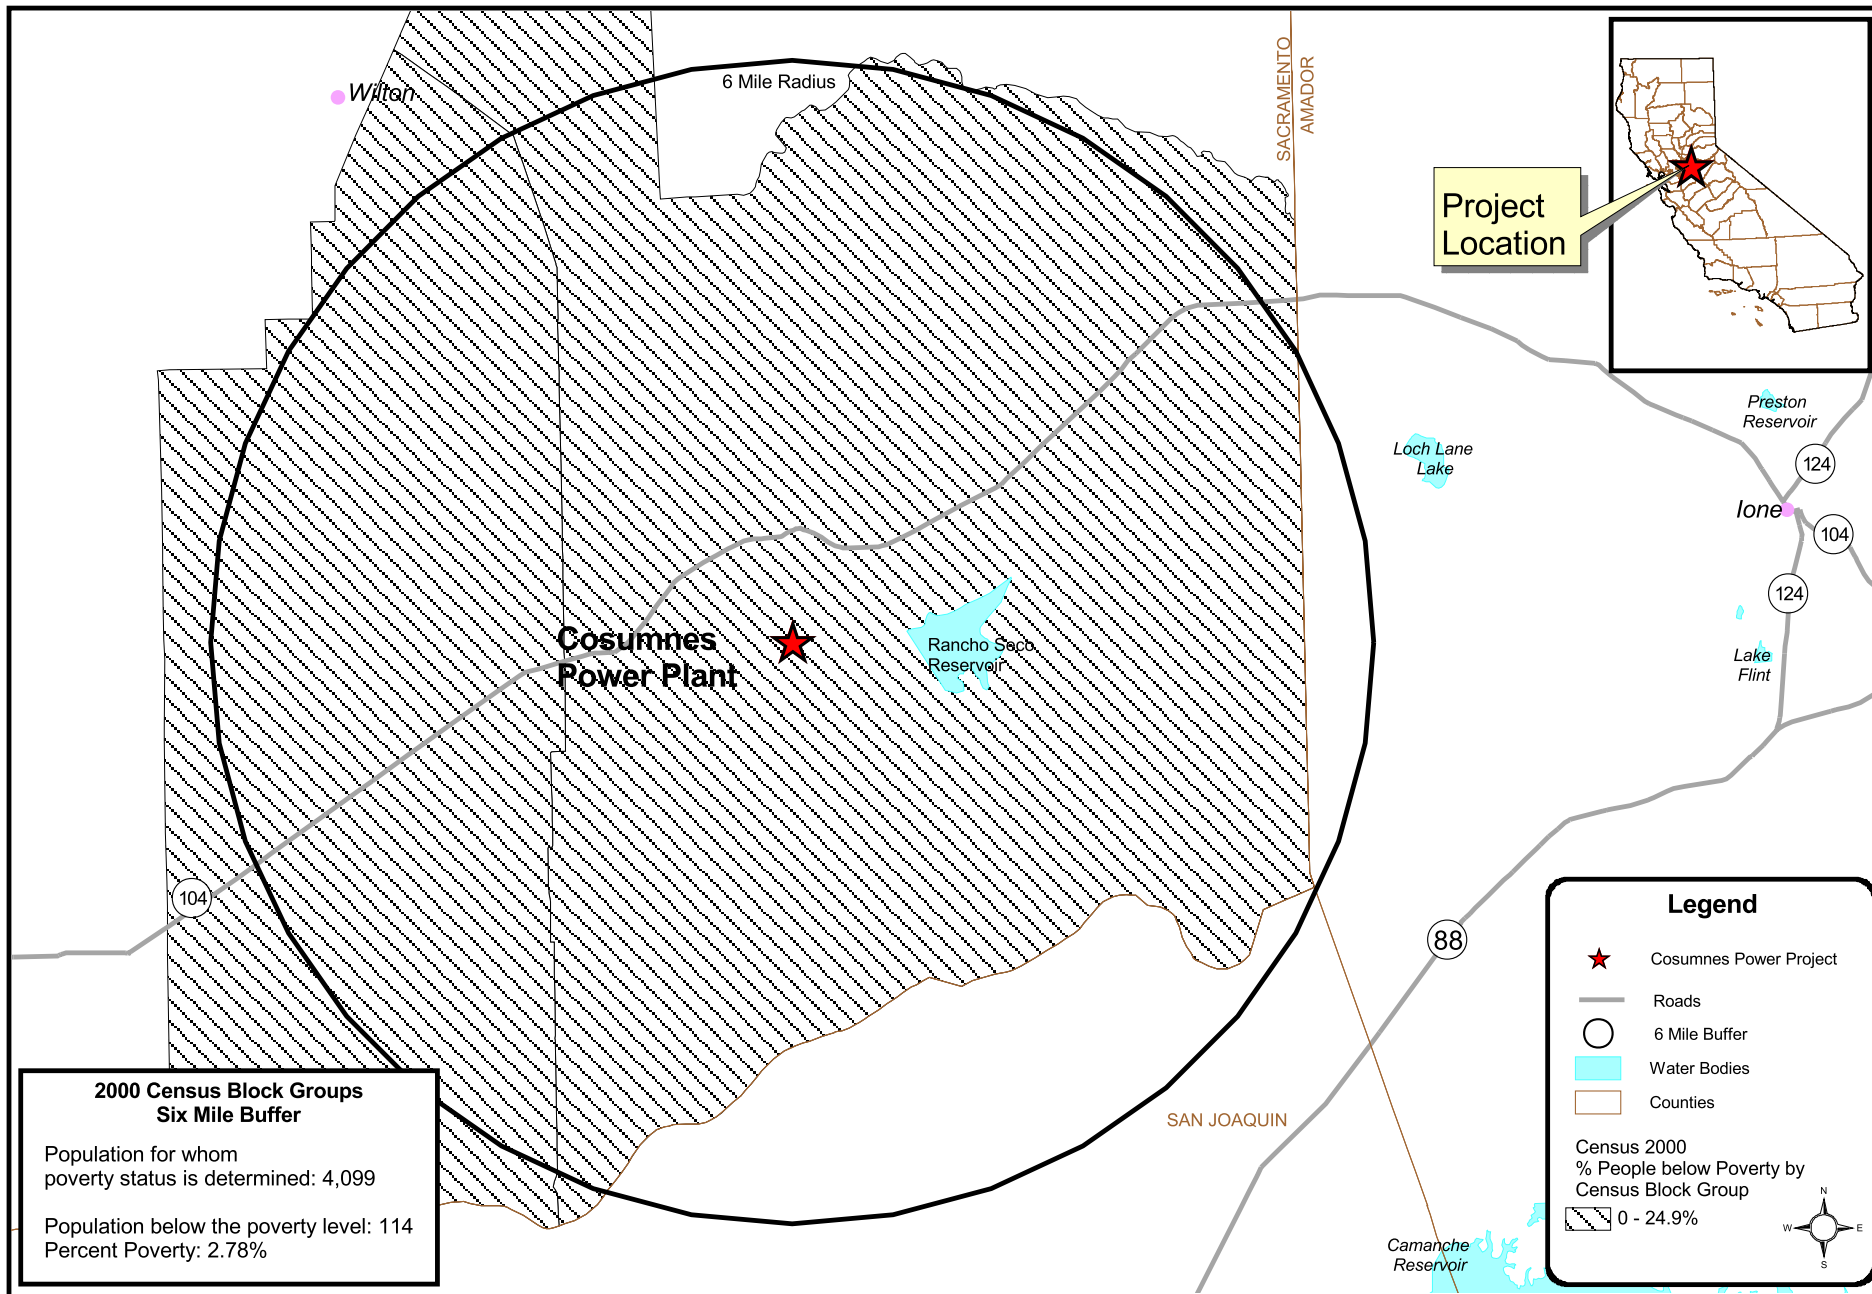 6 Mile Radius
Wilton
SACRAMENTO
AMADOR
Project
Location
Preston
Reservoir
Loch Lane
Lake
124
Ione
104
124
Cosumnes
Power Plant
Rancho Seco
Reservoir
Lake
Flint
104
88
SAN JOAQUIN
Camanche
Reservoir
2000 Census Block Groups
Six Mile Buffer
Population for whom
poverty status is determined: 4,099
Population below the poverty level: 114
Percent Poverty: 2.78%
Legend
Cosumnes Power Project
Roads
6 Mile Buffer
Water Bodies
Counties
Census 2000
% People below Poverty by
Census Block Group
0 - 24.9%
N
W
E
S